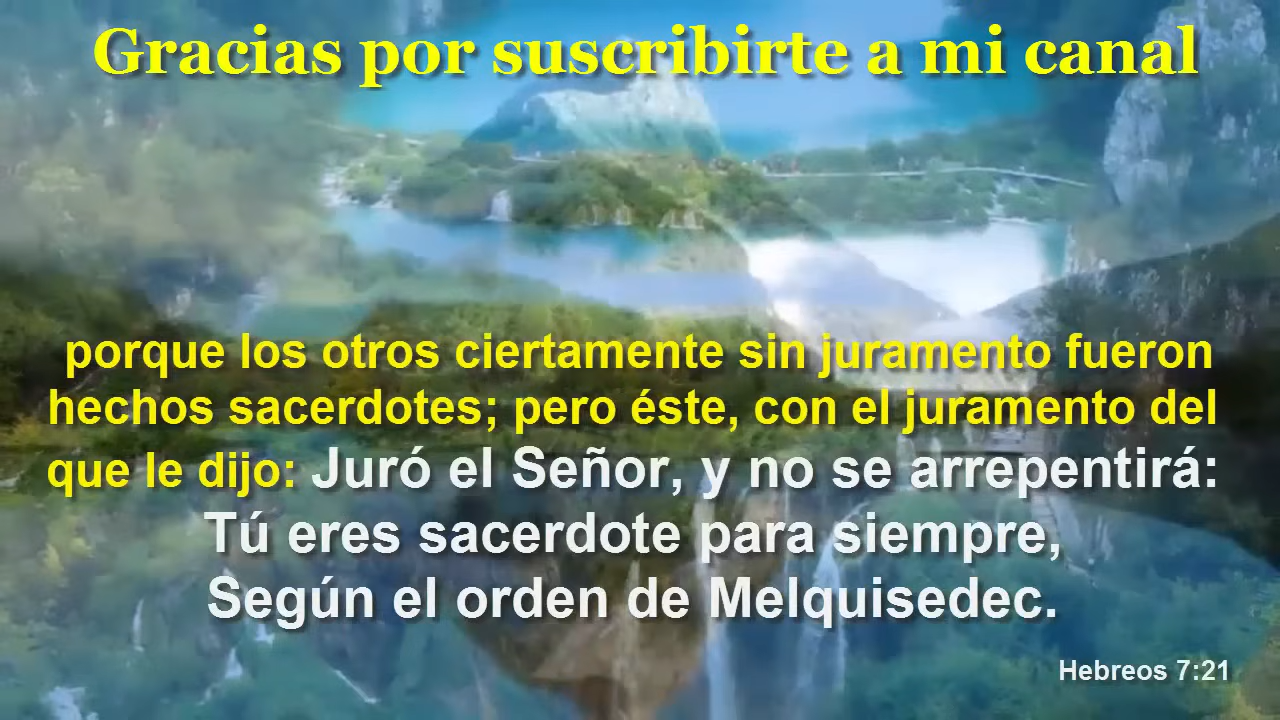 Gracias por suscribirte a mi canal
porque los otros ciertamente sin juramento fueron
hechos sacerdotes; pero éste, con el juramento del
que le dijo: Juró el Señor, y no se arrepentirá:
Tú eres sacerdote para siempre,
Según el orden de Melquisedec.
Hebreos 7:21